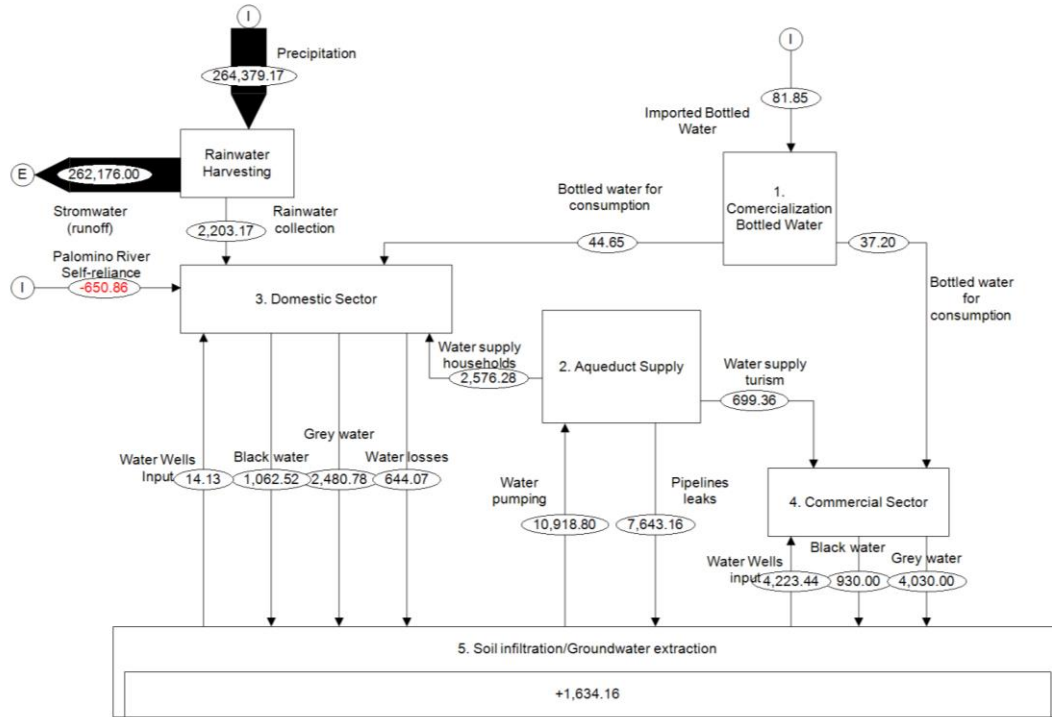 I
Precipitation
264,379.17
I
81.85
Imported Bottled
Water
Rainwater
Harvesting
E
262,176.00
Stromwater
(runoff)
2,203.17
Rainwater
collection
Bottled water for
consumption
44.65
1.
Comercialization
Bottled Water
37.20
Palomino River
Self-reliance
I
-650.86
3. Domestic Sector
Bottled water
for
consumption
Water supply
households
2,576.28
2. Aqueduct Supply
Water supply
turism
699.36
Water Wells
Input
14.13
Black water
1,062.52
Grey water
2,480.78
Water losses
644.07
Water
pumping
10,918.80
Pipelines
leaks
7,643.16
4. Commercial Sector
Water Wells
input
4,223.44
Black water
930.00
Grey water
4,030.00
5. Soil infiltration/Groundwater extraction
+1,634.16